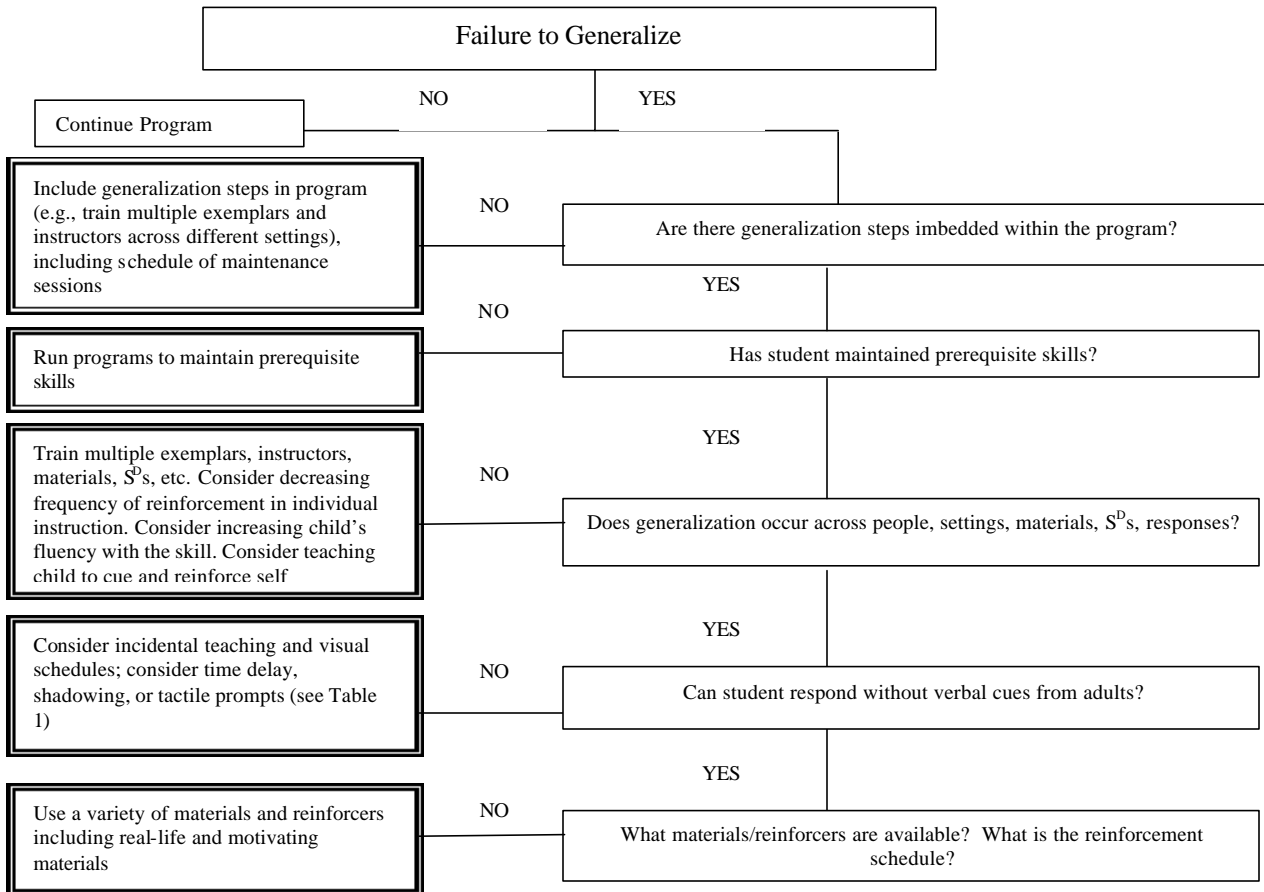 Failure to Generalize
NO
YES
Continue Program
Include generalization steps in program
(e.g., train multiple exemplars and
instructors across different settings),
including schedule of maintenance
sessions
NO
Are there generalization steps imbedded within the program?
YES
NO
Run programs to maintain prerequisite
skills
Has student maintained prerequisite skills?
YES
Train multiple exemplars, instructors,
materials, SDs, etc. Consider decreasing
frequency of reinforcement in individual
instruction. Consider increasing child's
fluency with the skill. Consider teaching
child to cue and reinforce self
NO
Does generalization occur across people, settings, materials, SDs, responses?
YES
Consider incidental teaching and visual
schedules; consider time delay,
shadowing, or tactile prompts (see Table
1)
NO
Can student respond without verbal cues from adults?
YES
Use a variety of materials and reinforcers
including real-life and motivating
materials
NO
What materials/reinforcers are available? What is the reinforcement
schedule?